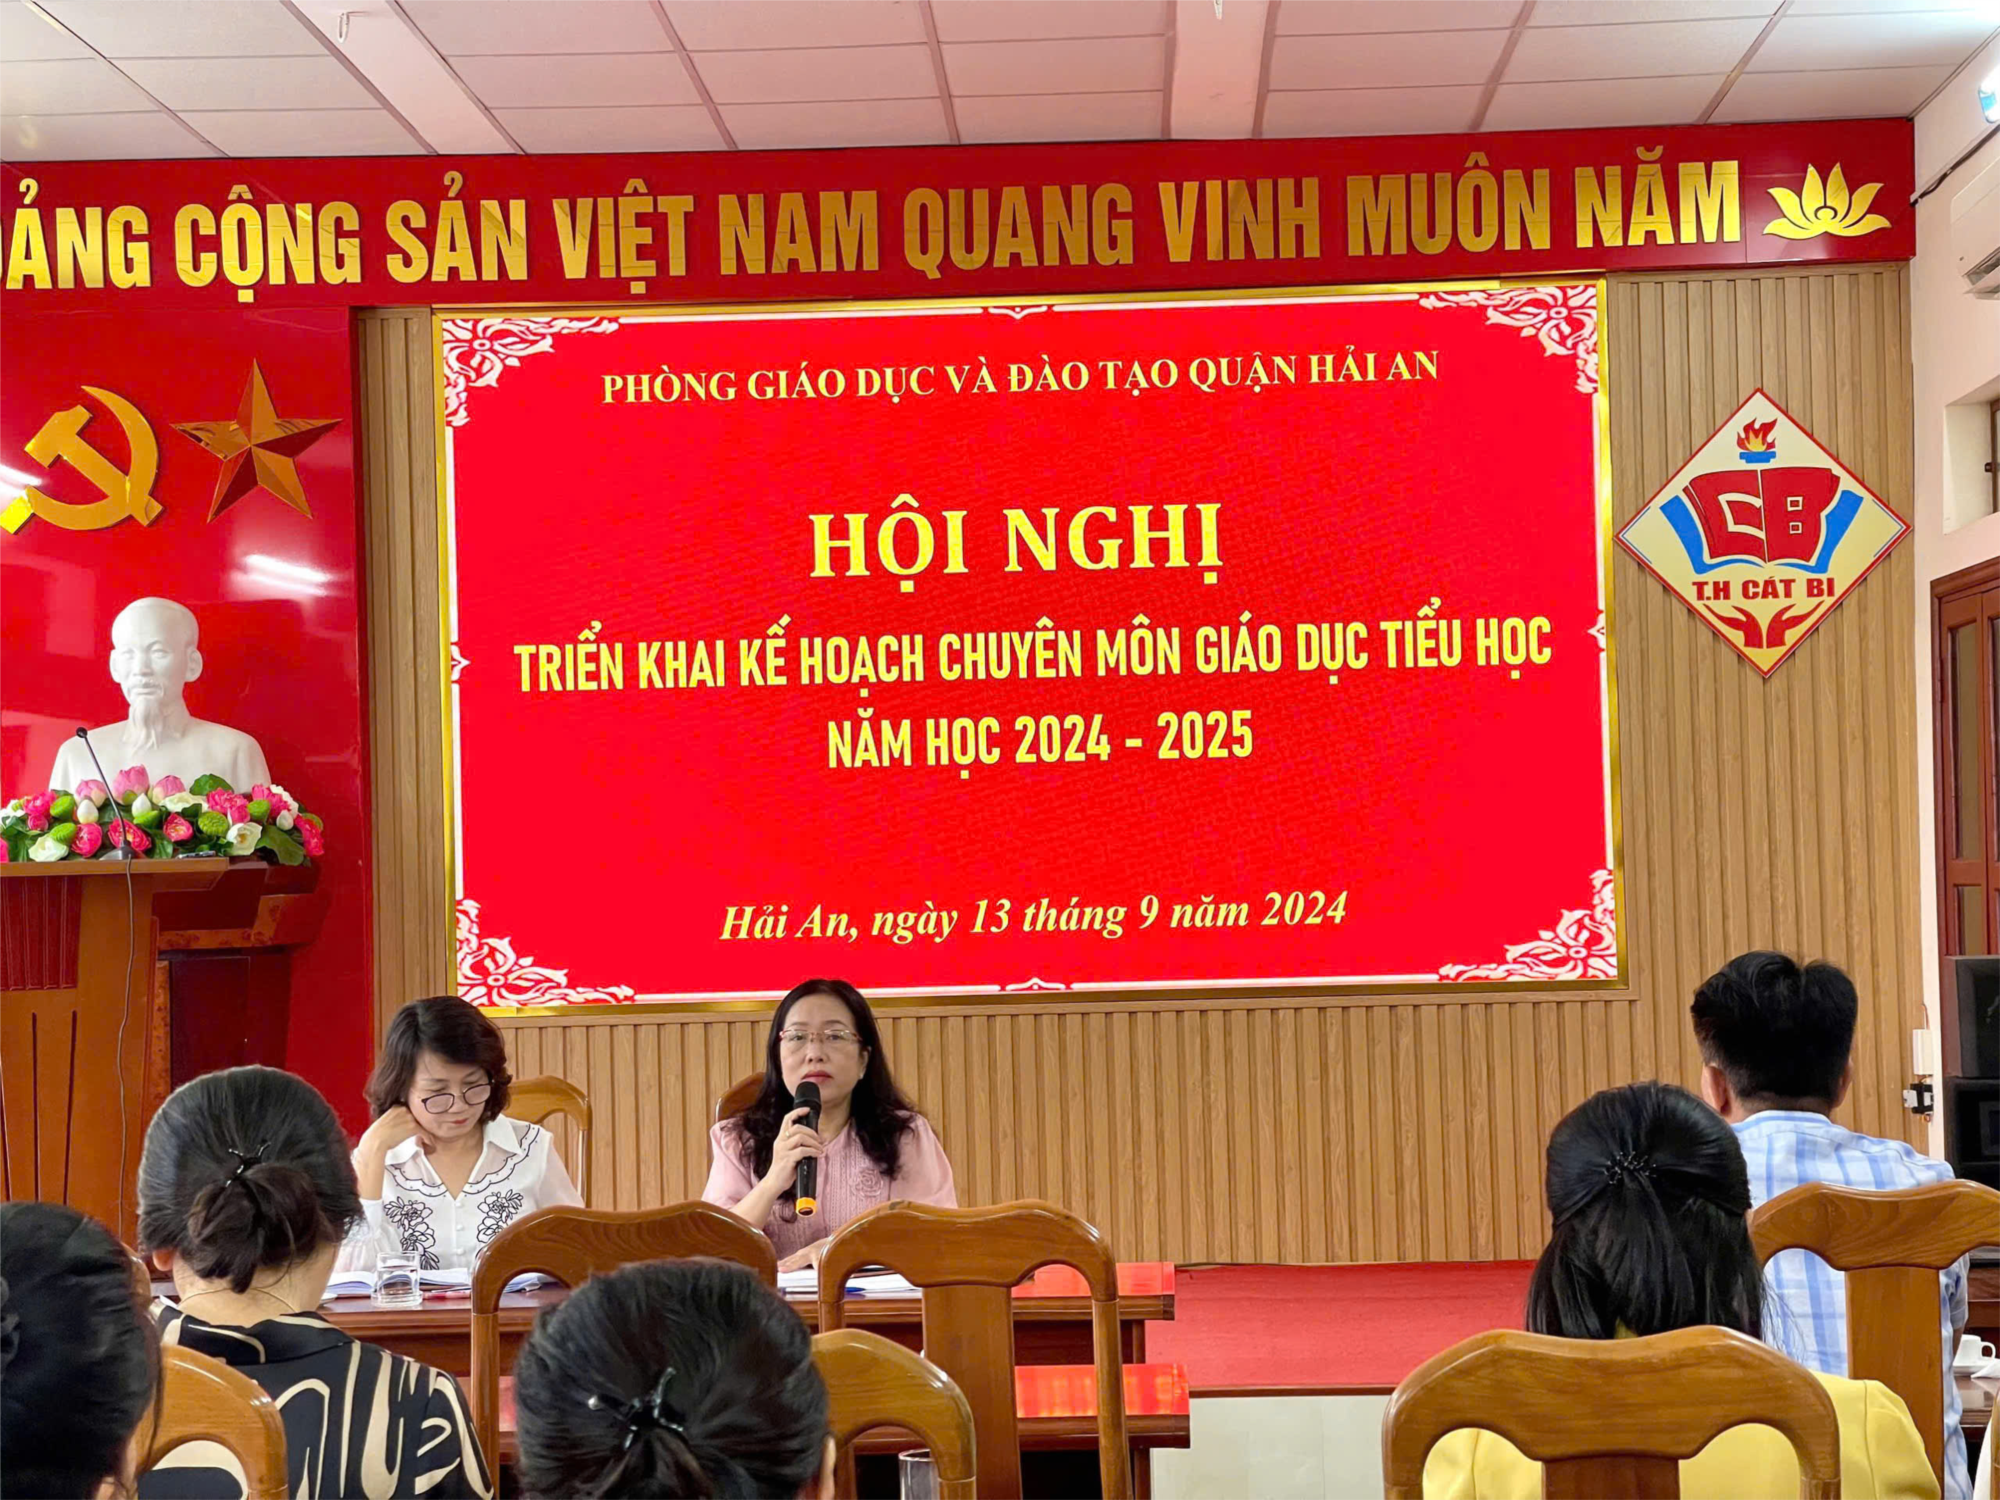 ĐẢNG CỘNG SẢN VIỆT NAM QUANG VINH MUÔN NĂM
PHÒNG GIÁO DỤC VÀ ĐÀO TẠO QUẬN HẢI AN
HỘI NGHỊ
TRIỂN KHAI KẾ HOẠCH CHUYÊN MÔN GIÁO DỤC TIỂU HỌC
NĂM HỌC 2024 - 2025
Hải An, ngày 13 tháng 9 năm 2024
CB
T.H CÁT BI